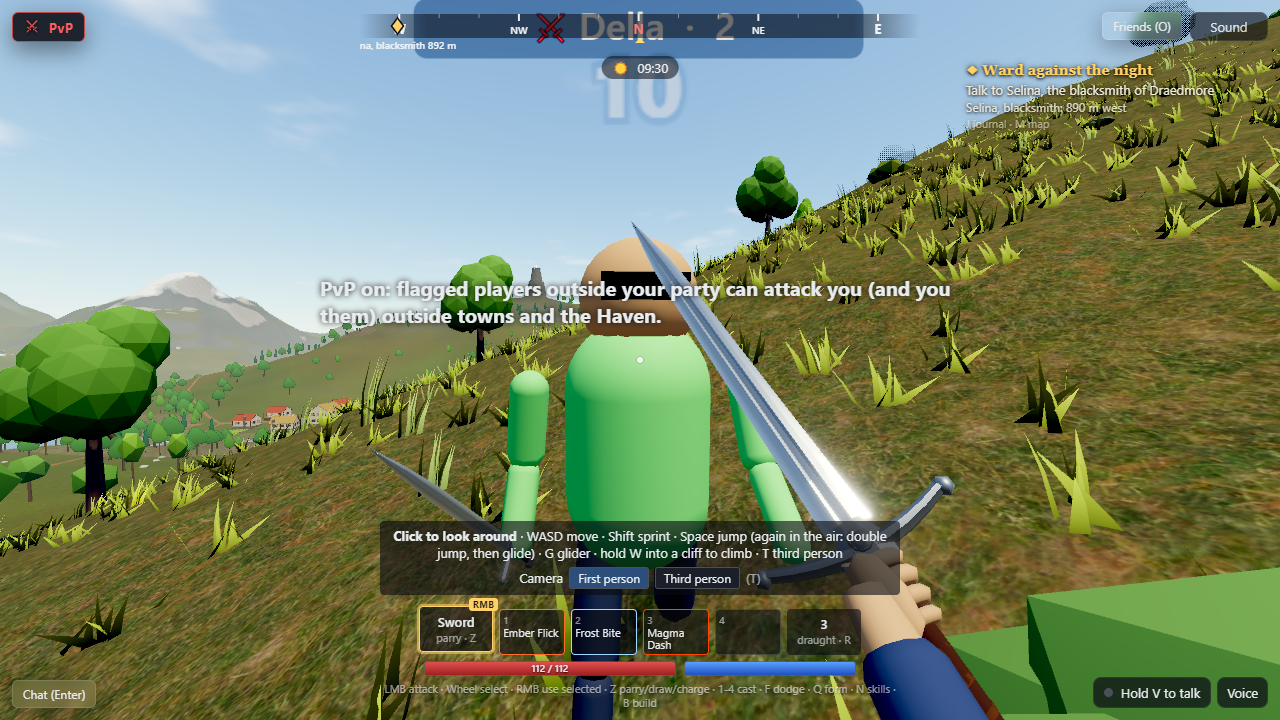 PvP
NW
Della · 2
N
NE
E
Friends (O)
Sound
na, blacksmith 892 m
09:30
10
Ward against the night
Talk to Selina, the blacksmith of Draedmore
Selina, blacksmith: 890 m west
J journal · M map
PvP on: flagged players outside your party can attack you (and you
them) outside towns and the Haven.
Click to look around · WASD move · Shift sprint · Space jump (again in the air: double
jump, then glide) · G glider · hold W into a cliff to climb · T third person
Camera First person Third person (T)
RMB
Sword
parry · Z
1
Ember Flick
2
Frost Bite
3
Magma
Dash
4
3
draught · R
112 / 112
LMB attack · Wheel select · RMB use selected · Z parry/draw/charge · 1-4 cast · F dodge · Q form · N skills ·
B build
Chat (Enter)
Hold V to talk
Voice